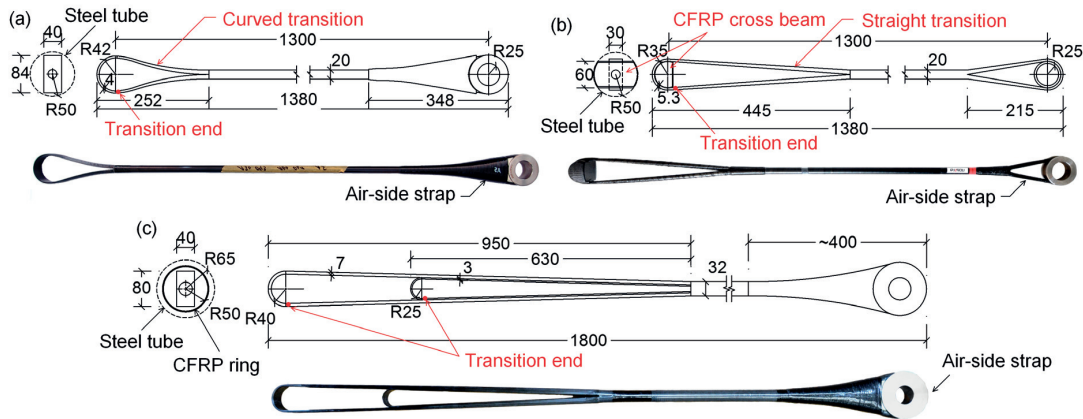 (a)
Steel tube
40
Curved transition
1300
20
R42
R25
84
4
R50
252
1380
348
Transition end
Air-side strap
(b)
CFRP cross beam
Straight transition
30
1300
R35
20
R25
60
5.3
R50
445
215
Steel tube
1380
Transition end
Air-side strap
(c)
40
950
~400
R65
630
7
3
32
80
R50
R40
R25
Steel tube
Transition end
1800
CFRP ring
Air-side strap